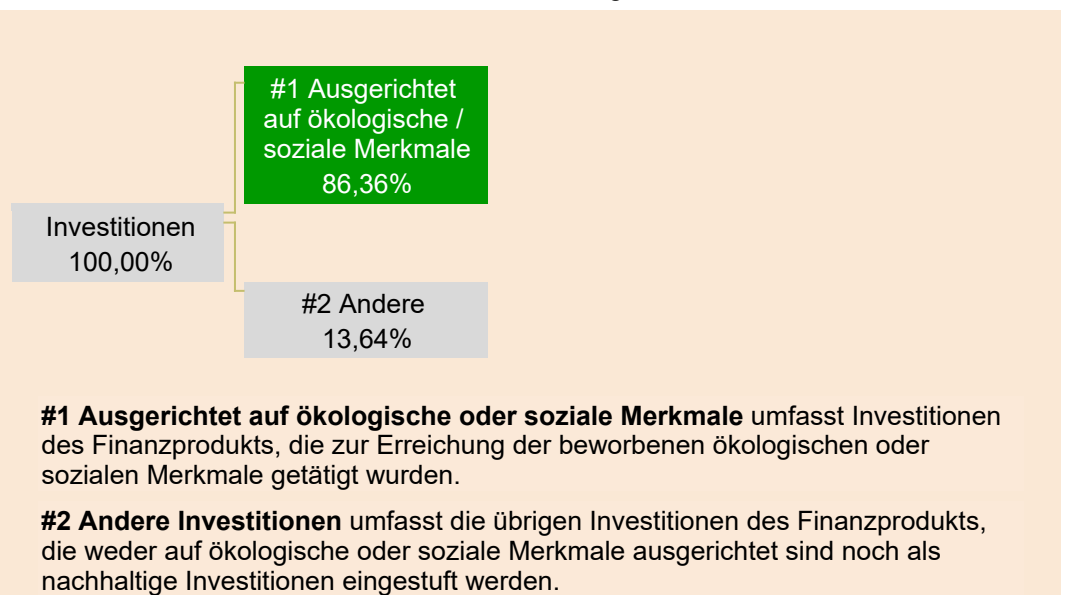 #1 Ausgerichtet
auf ökologische /
soziale Merkmale
86,36%
Investitionen
100,00%
#2 Andere
13,64%
#1 Ausgerichtet auf ökologische oder soziale Merkmale umfasst Investitionen
des Finanzprodukts, die zur Erreichung der beworbenen ökologischen oder
sozialen Merkmale getätigt wurden.
#2 Andere Investitionen umfasst die übrigen Investitionen des Finanzprodukts,
die weder auf ökologische oder soziale Merkmale ausgerichtet sind noch als
nachhaltige Investitionen eingestuft werden.